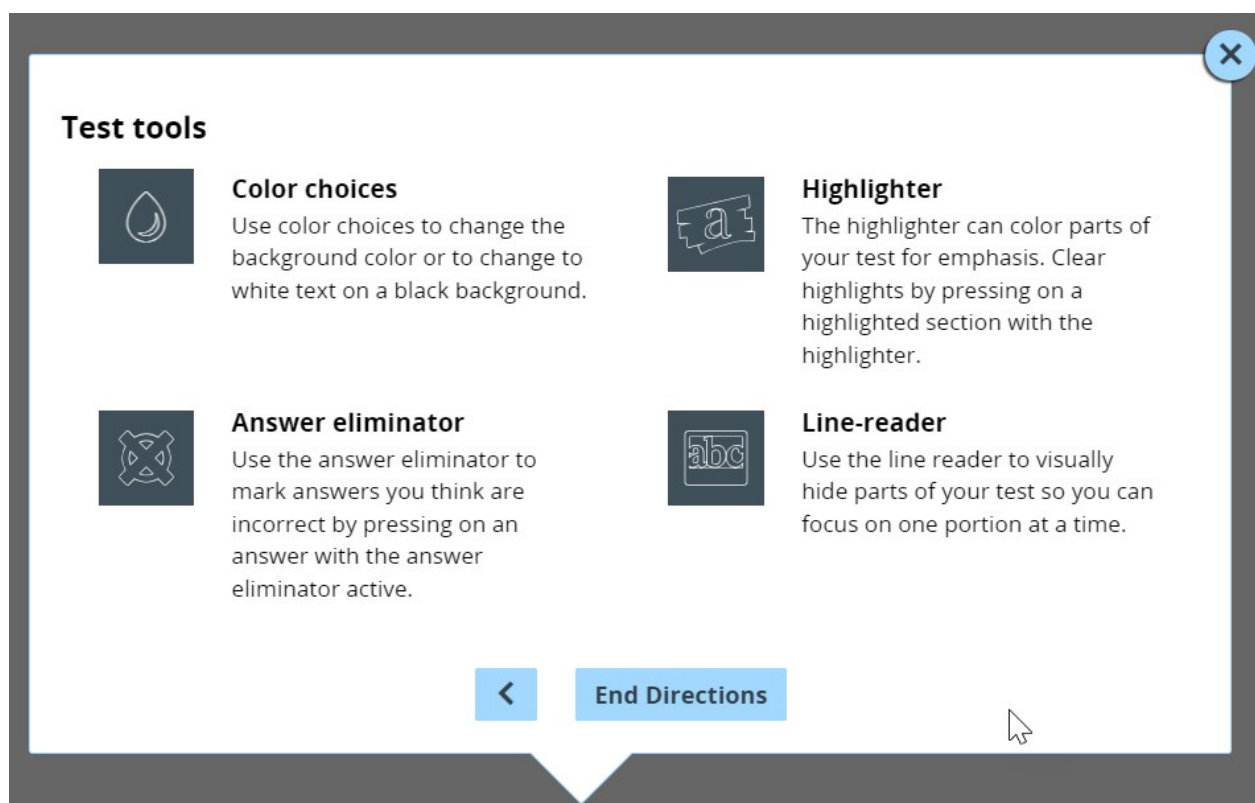 Test tools
Color choices
Use color choices to change the
background color or to change to
white text on a black background.
Highlighter
The highlighter can color parts of
your test for emphasis. Clear
highlights by pressing on a
highlighted section with the
highlighter.
Answer eliminator
Use the answer eliminator to
mark answers you think are
incorrect by pressing on an
answer with the answer
eliminator active.
Line-reader
Use the line reader to visually
hide parts of your test so you can
focus on one portion at a time.
a
abc
End Directions